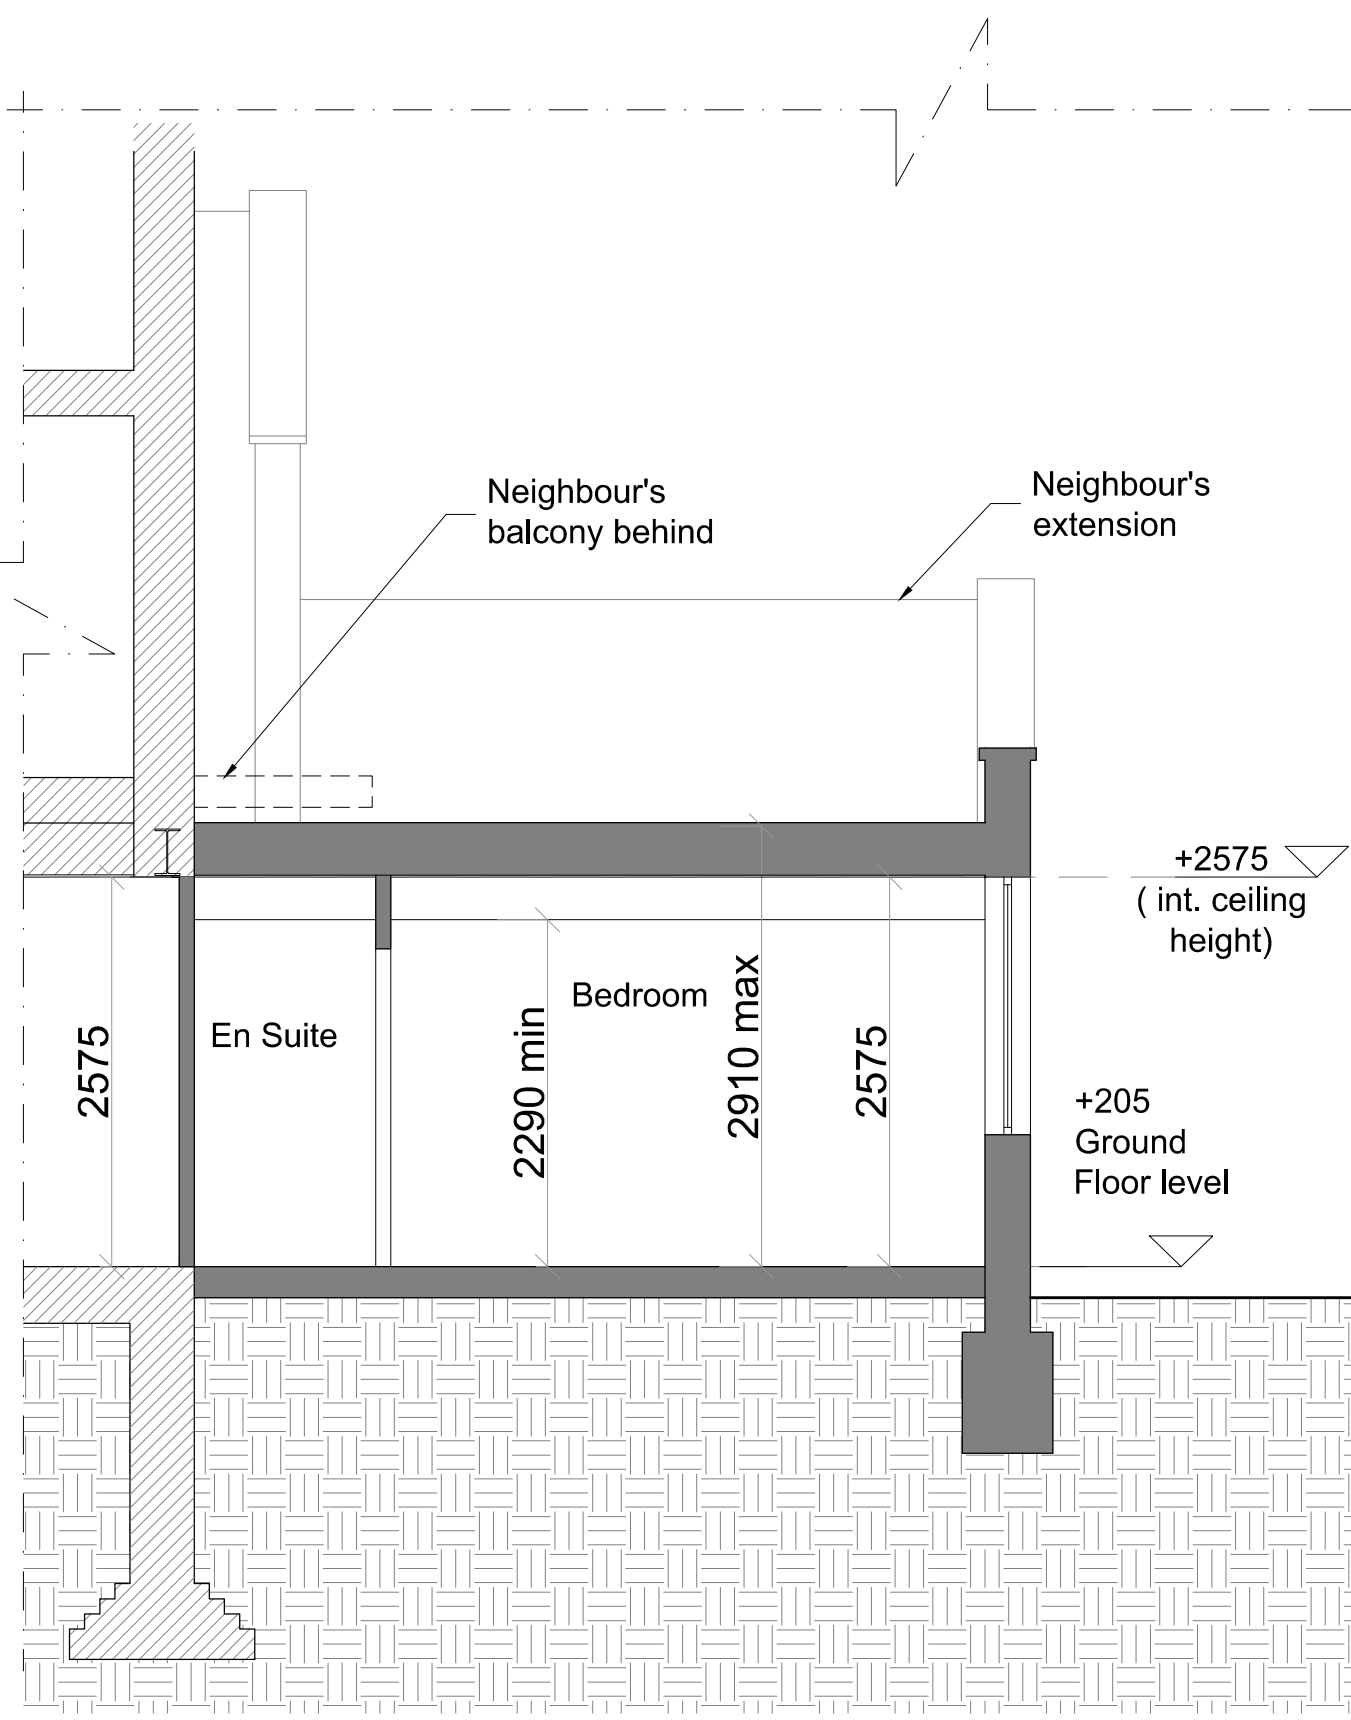 Neighbour's
balcony behind
Neighbour's
extension
+2575
( int. ceiling
height)
2575
En Suite
2290 min
Bedroom
2910 max
2575
+205
Ground
Floor level